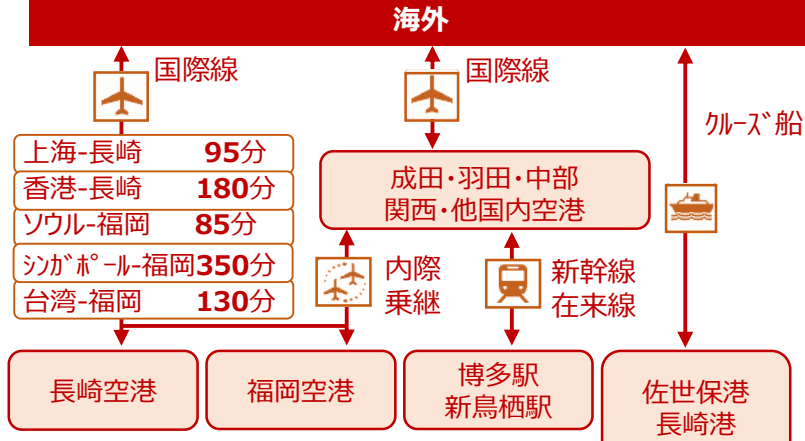 海外
国際線
国際線
クルーズ船
上海-長崎 95分
香港-長崎 180分
ソウル-福岡 85分
シンガポール-福岡350分
台湾-福岡 130分
成田・羽田・中部
関西・他国内空港
内際
乗継
新幹線
在来線
長崎空港
福岡空港
博多駅
新鳥栖駅
佐世保港
長崎港